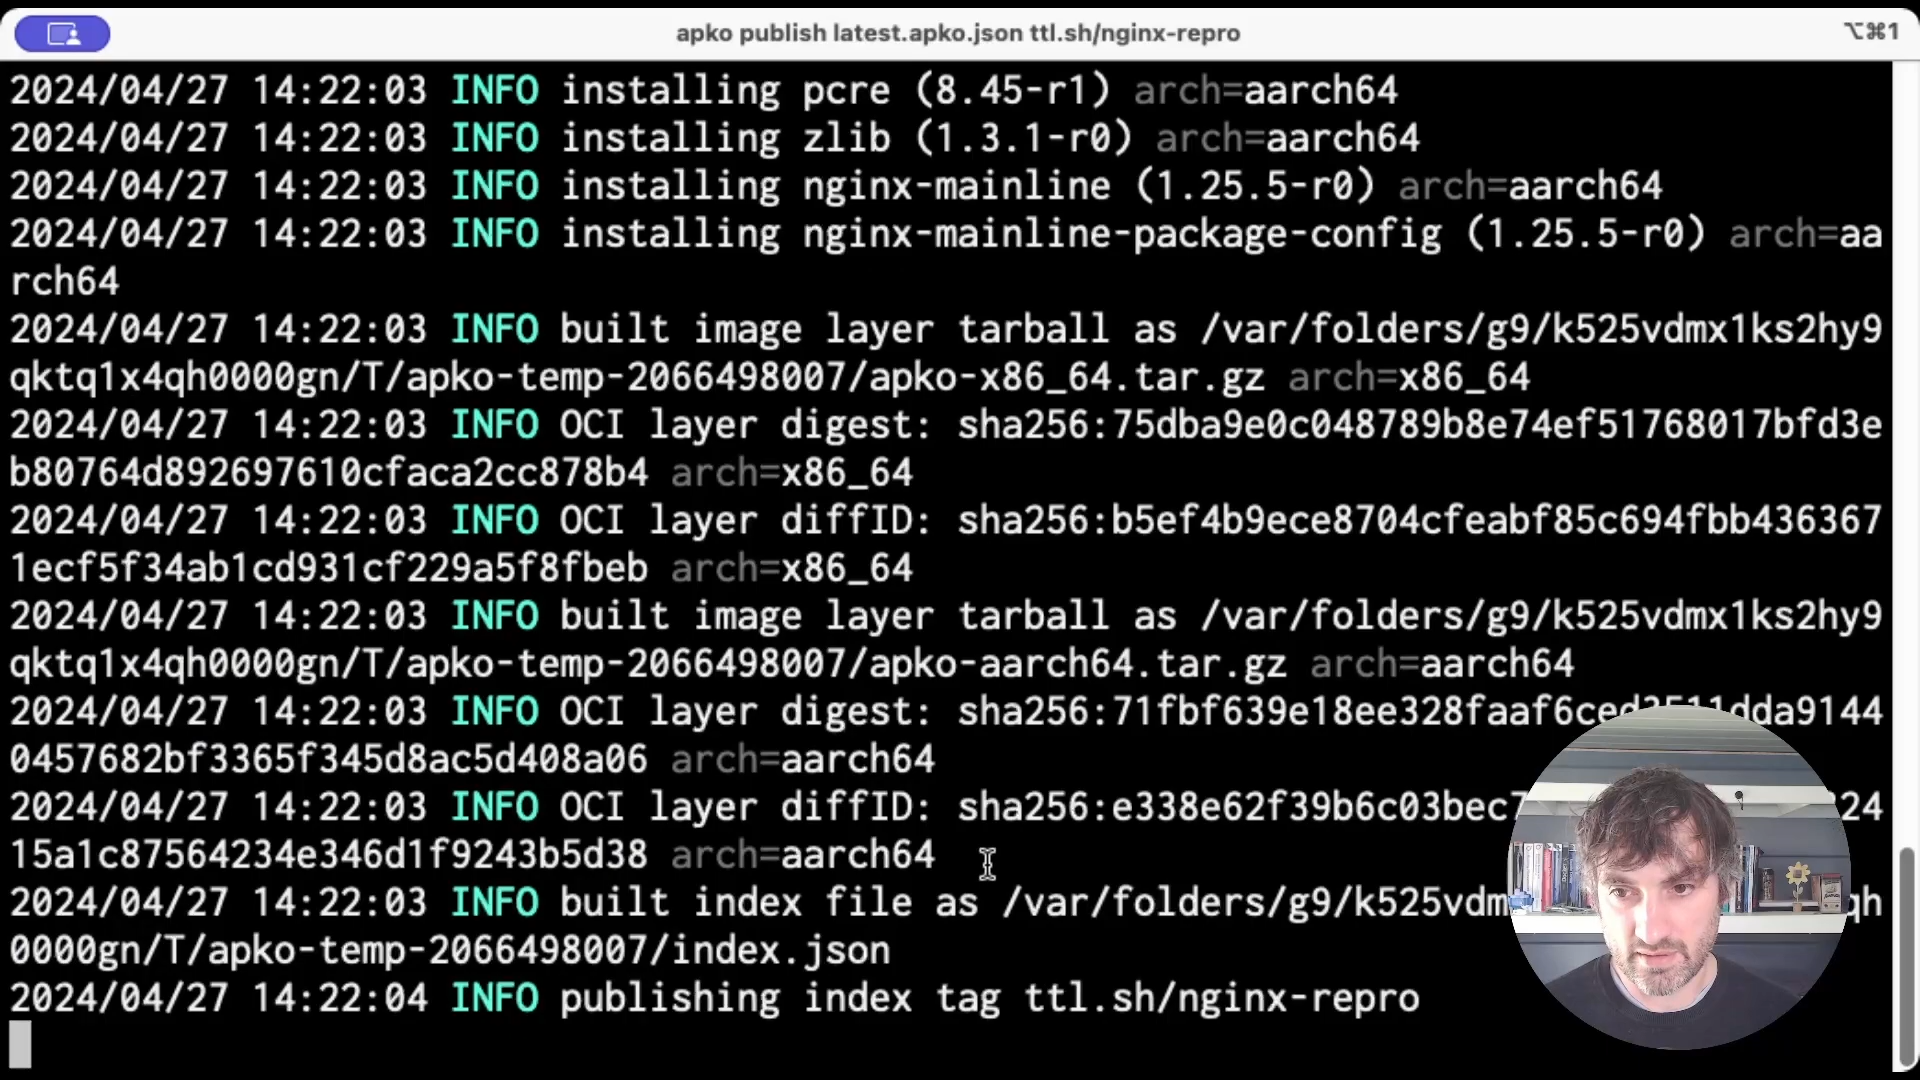 apko publish latest.apko.json ttl.sh/nginx-repro
⌥⌘1
2024/04/27 14:22:03 INFO installing pcre (8.45-r1) arch=aarch64
2024/04/27 14:22:03 INFO installing zlib (1.3.1-r0) arch=aarch64
2024/04/27 14:22:03 INFO installing nginx-mainline (1.25.5-r0) arch=aarch64
2024/04/27 14:22:03 INFO installing nginx-mainline-package-config (1.25.5-r0) arch=aa
rch64
2024/04/27 14:22:03 INFO built image layer tarball as /var/folders/g9/k525vdmx1ks2hy9
qktq1x4qh0000gn/T/apko-temp-2066498007/apko-x86_64.tar.gz arch=x86_64
2024/04/27 14:22:03 INFO OCI layer digest: sha256:75dba9e0c048789b8e74ef51768017bfd3e
b80764d892697610cfaca2cc878b4 arch=x86_64
2024/04/27 14:22:03 INFO OCI layer diffID: sha256:b5ef4b9ece8704cfeabf85c694fbb436367
1ecf5f34ab1cd931cf229a5f8fbeb arch=x86_64
2024/04/27 14:22:03 INFO built image layer tarball as /var/folders/g9/k525vdmx1ks2hy9
qktq1x4qh0000gn/T/apko-temp-2066498007/apko-aarch64.tar.gz arch=aarch64
2024/04/27 14:22:03 INFO OCI layer digest:
0457682bf3365f345d8ac5d408a06 arch=aarch64
2024/04/27 14:22:03 INFO OCI layer diffID: sha256:e338e62f39b6c03bec 24
15a1c87564234e346d1f9243b5d38 arch=aarch64
2024/04/27 14:22:03 INFO built index file as /var/folders/g9/k525vdm qh
0000gn/T/apko-temp-2066498007/index.json
2024/04/27 14:22:04 INFO publishing index tag ttl.sh/nginx-repro